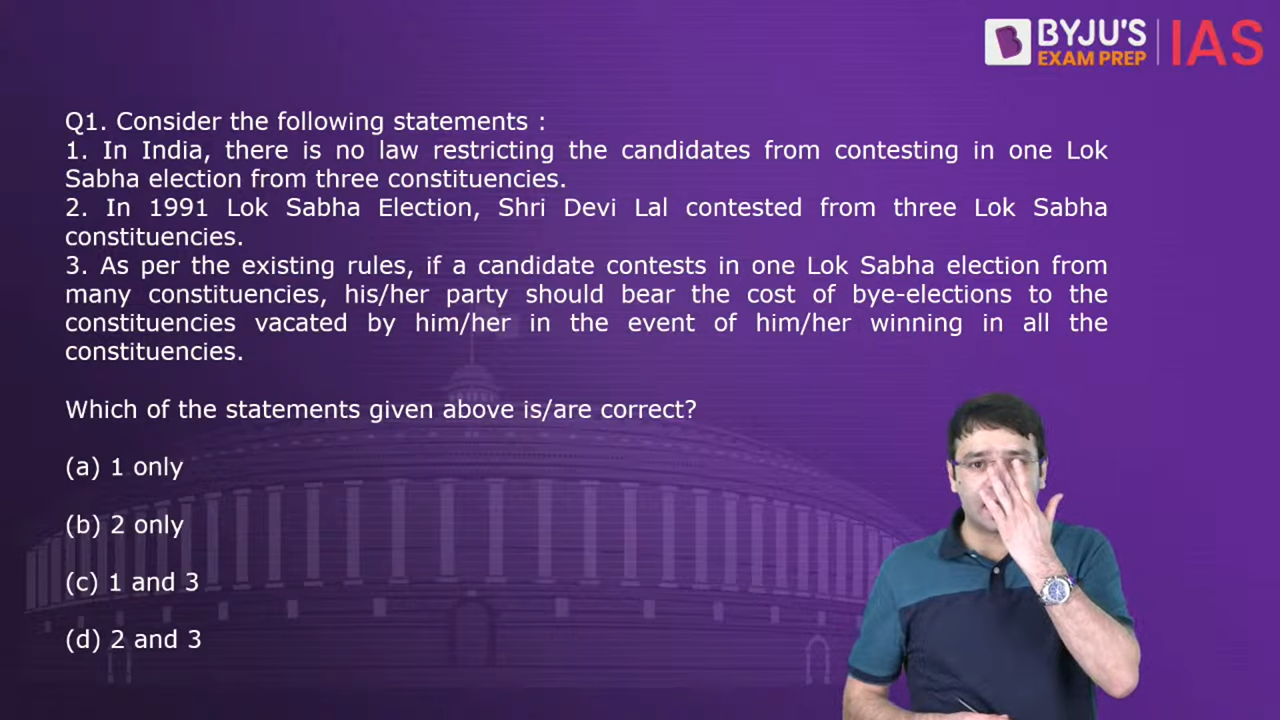 BYJU'S
EXAM PREP
IAS
Q1. Consider the following statements :
1. In India, there is no law restricting the candidates from contesting in one Lok
Sabha election from three constituencies.
2. In 1991 Lok Sabha Election, Shri Devi Lal contested from three Lok Sabha
constituencies.
3. As per the existing rules, if a candidate contests in one Lok Sabha election from
many constituencies, his/her party should bear the cost of bye-elections to the
constituencies vacated by him/her in the event of him/her winning in all the
constituencies.
Which of the statements given above is/are correct?
(a) 1 only
(b) 2 only
(c) 1 and 3
(d) 2 and 3